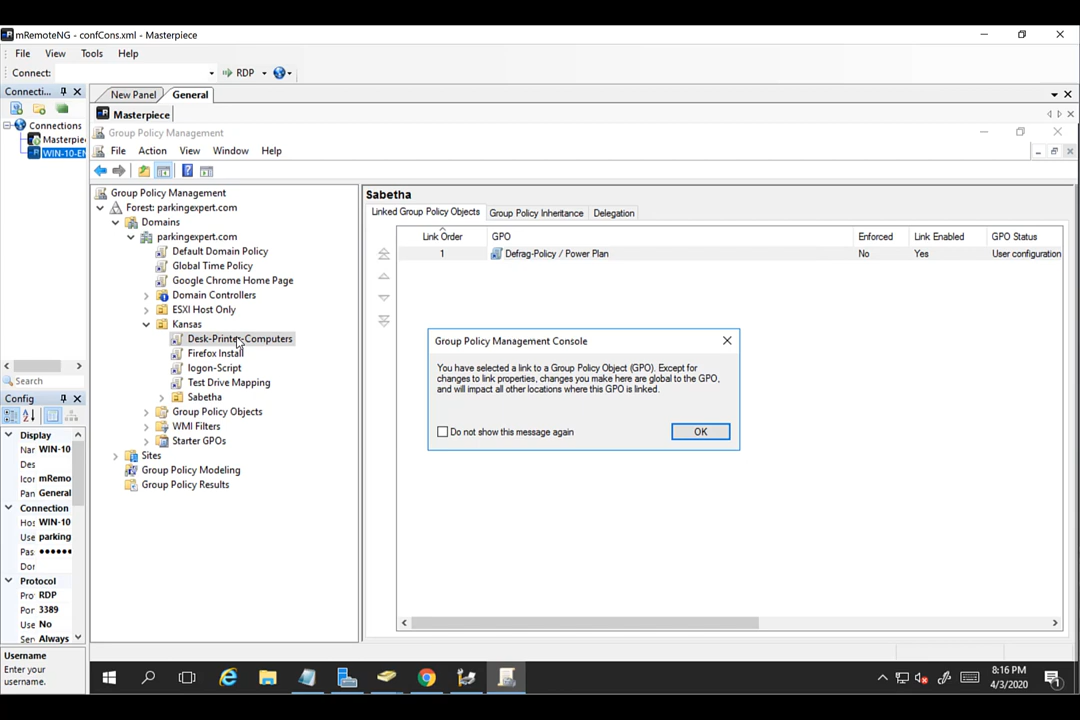 mRemoteNG - confCons.xml - Masterpiece
File View Tools Help
Connect: RDP
Connecti...
Connections
Masterpiec
WIN-10-EN
Search
Config
Display
Nar WIN-10
Des
Icor mRemo
Pan General
Connection
Hos WIN-10
Use parking
Pas ●●●●●●
Dor
Protocol
Pro RDP
Por 3389
Use No
Ser Always
Username
Enter your
username.
New Panel General
Masterpiece
Group Policy Management
File Action View Window Help
Group Policy Management
Forest: parkingexpert.com
Domains
parkingexpert.com
Default Domain Policy
Global Time Policy
Google Chrome Home Page
Domain Controllers
ESXI Host Only
Kansas
Desk-Printer-Computers
Firefox Install
logon-Script
Test Drive Mapping
Sabetha
Group Policy Objects
WMI Filters
Starter GPOs
Sites
Group Policy Modeling
Group Policy Results
Sabetha
Linked Group Policy Objects Group Policy Inheritance Delegation
Link Order GPO Enforced Link Enabled GPO Status
1 Defrag-Policy / Power Plan No Yes User configuration
Group Policy Management Console
You have selected a link to a Group Policy Object (GPO). Except for
changes to link properties, changes you make here are global to the GPO,
and will impact all other locations where this GPO is linked.
Do not show this message again OK
8:16 PM
4/3/2020
1